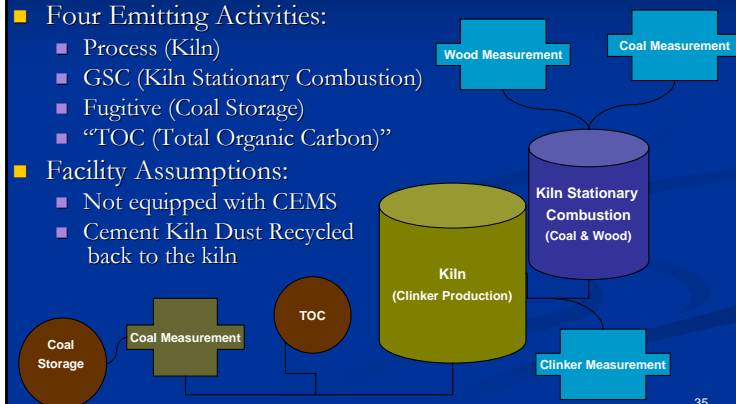 Four Emitting Activities:
Process (Kiln)
GSC (Kiln Stationary Combustion)
Fugitive (Coal Storage)
“TOC (Total Organic Carbon)”
Facility Assumptions:
Not equipped with CEMS
Cement Kiln Dust Recycled
back to the kiln
Wood Measurement
Coal Measurement
Kiln Stationary
Combustion
(Coal & Wood)
Kiln
(Clinker Production)
TOC
Coal Measurement
Coal
Storage
Clinker Measurement
35